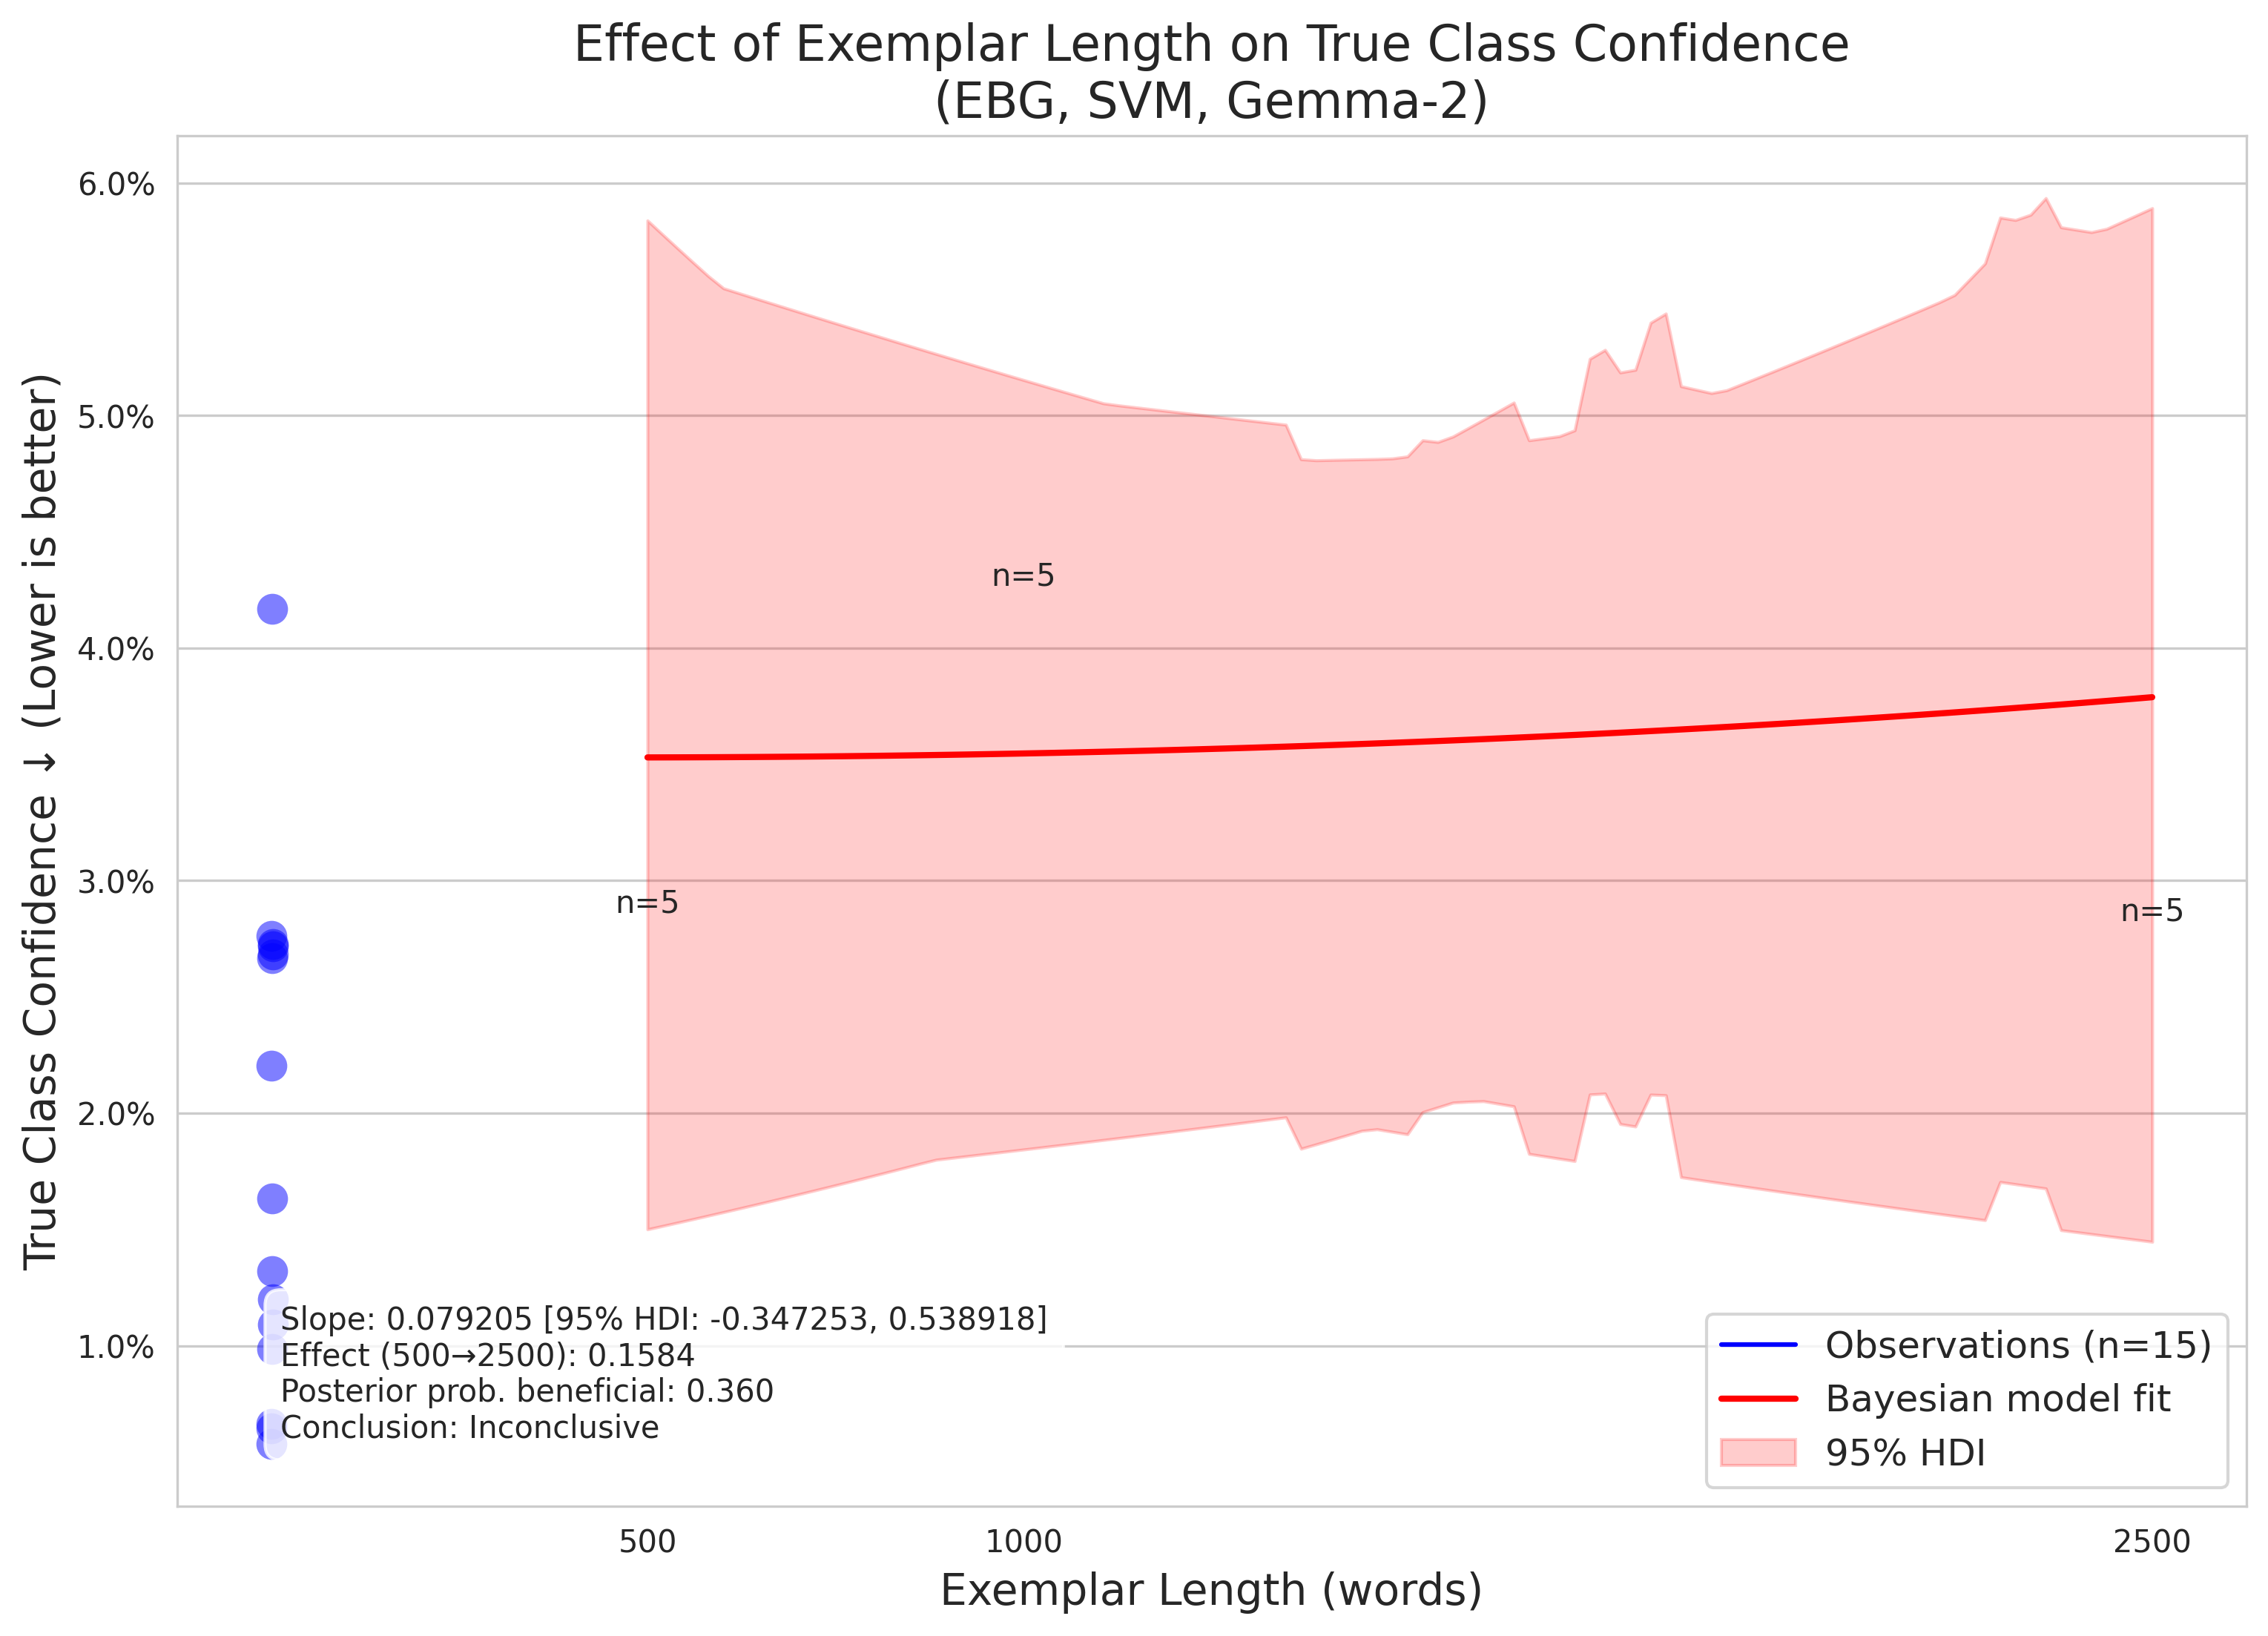 Effect of Exemplar Length on True Class Confidence
(EBG, SVM, Gemma-2)
True Class Confidence ↓ (Lower is better)
6.0%
5.0%
4.0%
3.0%
2.0%
1.0%
n=5
n=5
n=5
Slope: 0.079205 [95% HDI: -0.347253, 0.538918]
Effect (500→2500): 0.1584
Posterior prob. beneficial: 0.360
Conclusion: Inconclusive
Observations (n=15)
Bayesian model fit
95% HDI
500
1000
2500
Exemplar Length (words)